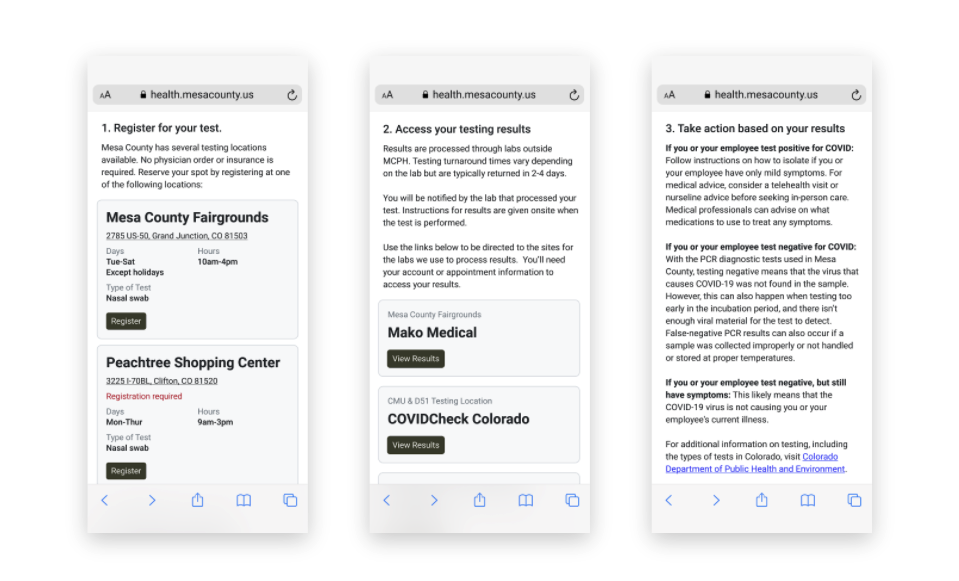 AA health.mesacounty.us
1. Register for your test.
Mesa County has several testing locations
available. No physician order or insurance is
required. Reserve your spot by registering at one
of the following locations:
Mesa County Fairgrounds
2785 US-50, Grand Junction, CO 81503
Days Hours
Tue-Sat 10am-4pm
Except holidays
Type of Test
Nasal swab
Register
Peachtree Shopping Center
3225 I-70BL, Clifton, CO 81520
Registration required
Days Hours
Mon-Thur 9am-3pm
Type of Test
Nasal swab
Register
AA health.mesacounty.us
2. Access your testing results
Results are processed through labs outside
MCPH. Testing turnaround times vary depending
on the lab but are typically returned in 2-4 days.
You will be notified by the lab that processed your
test. Instructions for results are given onsite when
the test is performed.
Use the links below to be directed to the sites for
the labs we use to process results. You'll need
your account or appointment information to
access your results.
Mesa County Fairgrounds
Mako Medical
View Results
CMU & D51 Testing Location
COVIDCheck Colorado
View Results
AA health.mesacounty.us
3. Take action based on your results
If you or your employee test positive for COVID:
Follow instructions on how to isolate if you or
your employee have only mild symptoms. For
medical advice, consider a telehealth visit or
nurseline advice before seeking in-person care.
Medical professionals can advise on what
medications to use to treat any symptoms.
If you or your employee test negative for COVID:
With the PCR diagnostic tests used in Mesa
County, testing negative means that the virus that
causes COVID-19 was not found in the sample.
However, this can also happen when testing too
early in the incubation period, and there isn't
enough viral material for the test to detect.
False-negative PCR results can also occur if a
sample was collected improperly or not handled
or stored at proper temperatures.
If you or your employee test negative, but still
have symptoms: This likely means that the
COVID-19 virus is not causing you or your
employee's current illness.
For additional information on testing, including
the types of tests in Colorado, visit Colorado
Department of Public Health and Environment.